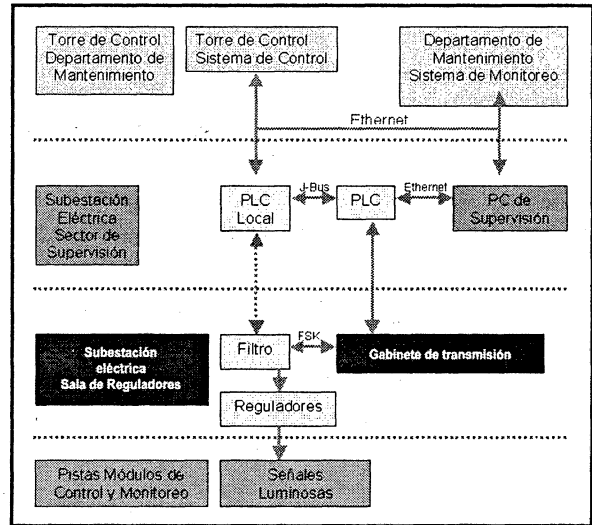 Torre de Control
Departamento de
Mantenimiento
Torre de Control
Sistema de Control
Departamento de
Mantenimiento
Sistema de Monitoreo
Ethernet
Subestación
Eléctrica
Sector de
Supervisión
PLC
Local
J-Bus
PLC
Ethernet
PC de
Supervisión
Subestación
eléctrica
Sala de Reguladores
Filtro
FSK
Gabinete de transmisión
Reguladores
Pistas Módulos de
Control y Monitoreo
Señales
Luminosas